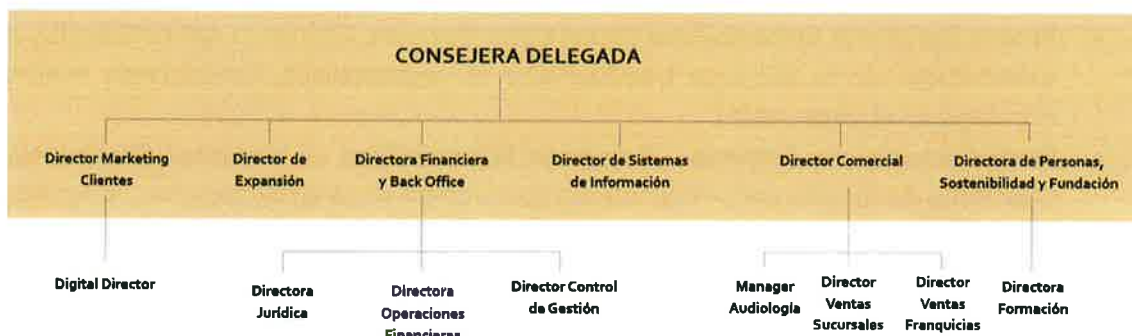 CONSEJERA DELEGADA
Director Marketing
Clientes
Director de
Expansión
Directora Financiera
y Back Office
Director de Sistemas
de Información
Director Comercial
Directora de Personas,
Sostenibilidad y Fundación
Digital Director
Directora
Jurídica
Directora
Operaciones
Financieras
Director Control
de Gestión
Manager
Audiología
Director
Ventas
Sucursales
Director
Ventas
Franquicias
Directora
Formación